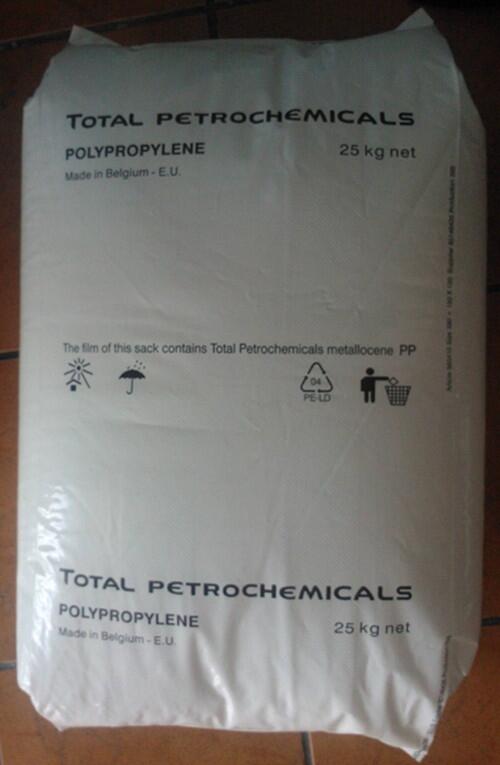 TOTAL PETROCHEMICALS
POLYPROPYLENE 25 kg net
Made in Belgium - E.U.
The film of this sack contains Total Petrochemicals metallocene PP
04
PE-LD
TOTAL PETROCHEMICALS
POLYPROPYLENE 25 kg net
Made in Belgium - E.U.